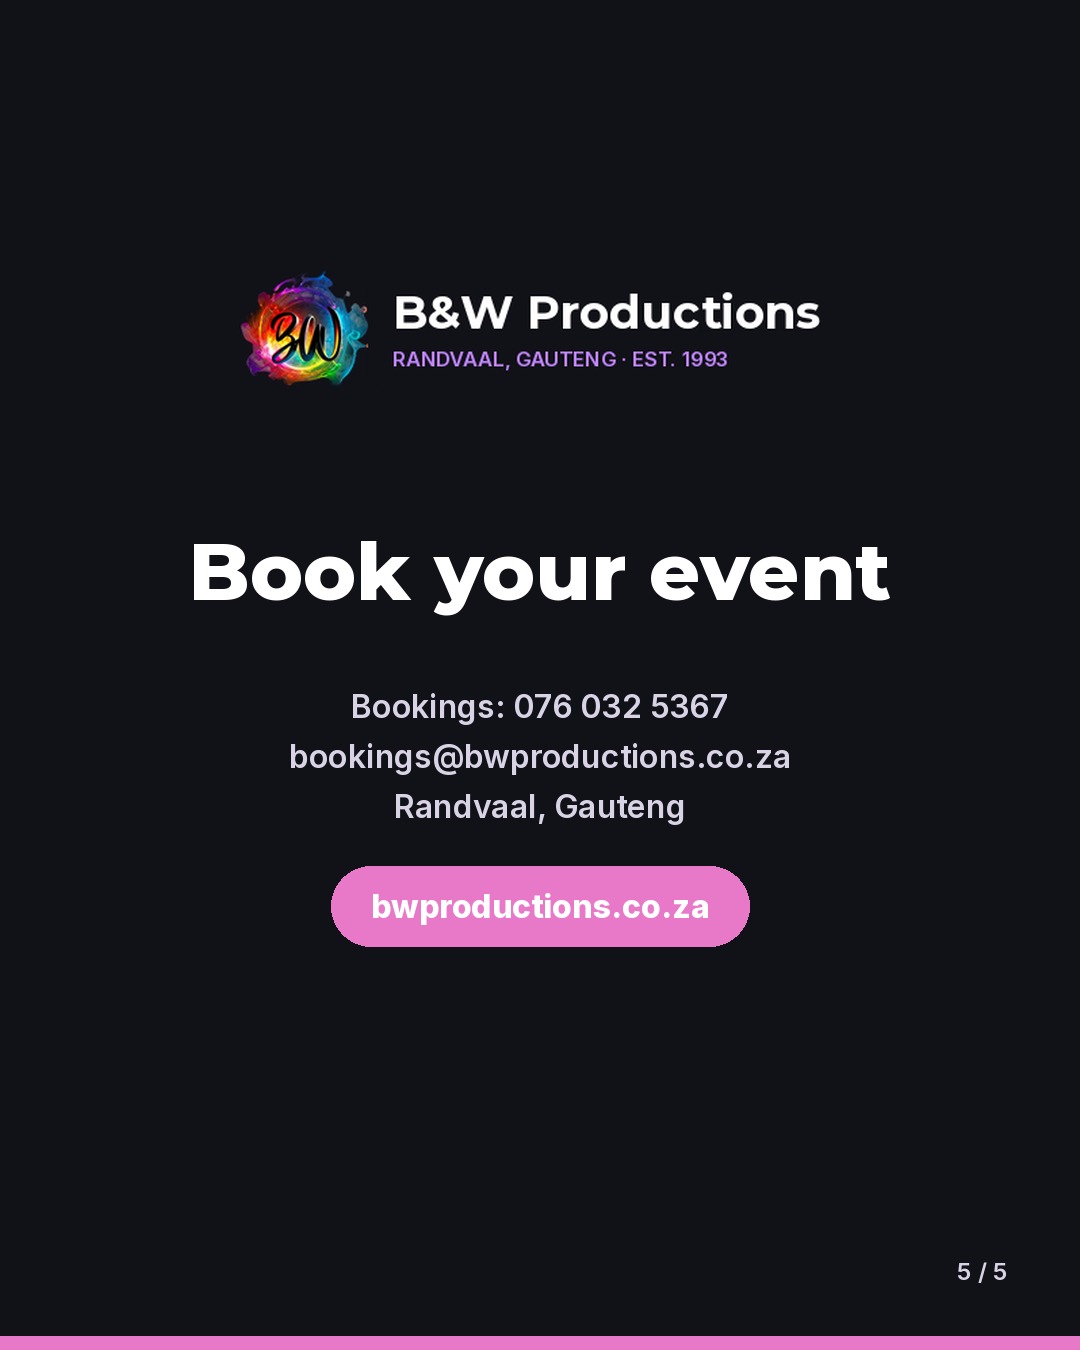 BW
B&W Productions
RANDVAAL, GAUTENG · EST. 1993
Book your event
Bookings: 076 032 5367
bookings@bwproductions.co.za
Randvaal, Gauteng
bwproductions.co.za
5 / 5